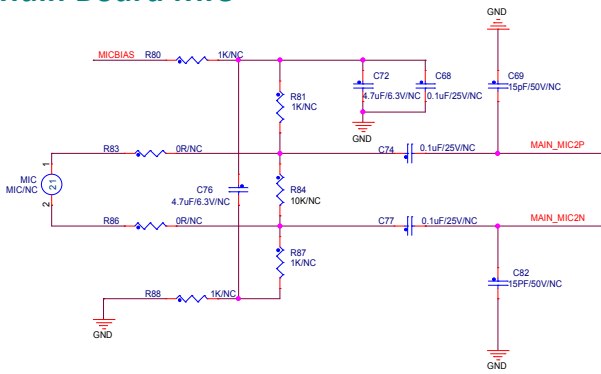 Main Board MIC
GND
MICBIAS
R80
1K/NC
C72
4.7uF/6.3V/NC
C68
0.1uF/25V/NC
C69
15pF/50V/NC
R81
1K/NC
GND
R83
0R/NC
C74
0.1uF/25V/NC
MAIN_MIC2P
1
MIC
MIC/NC
21
2
C76
4.7uF/6.3V/NC
R84
10K/NC
R86
0R/NC
C77
0.1uF/25V/NC
MAIN_MIC2N
R87
1K/NC
C82
15PF/50V/NC
R88
1K/NC
GND
GND